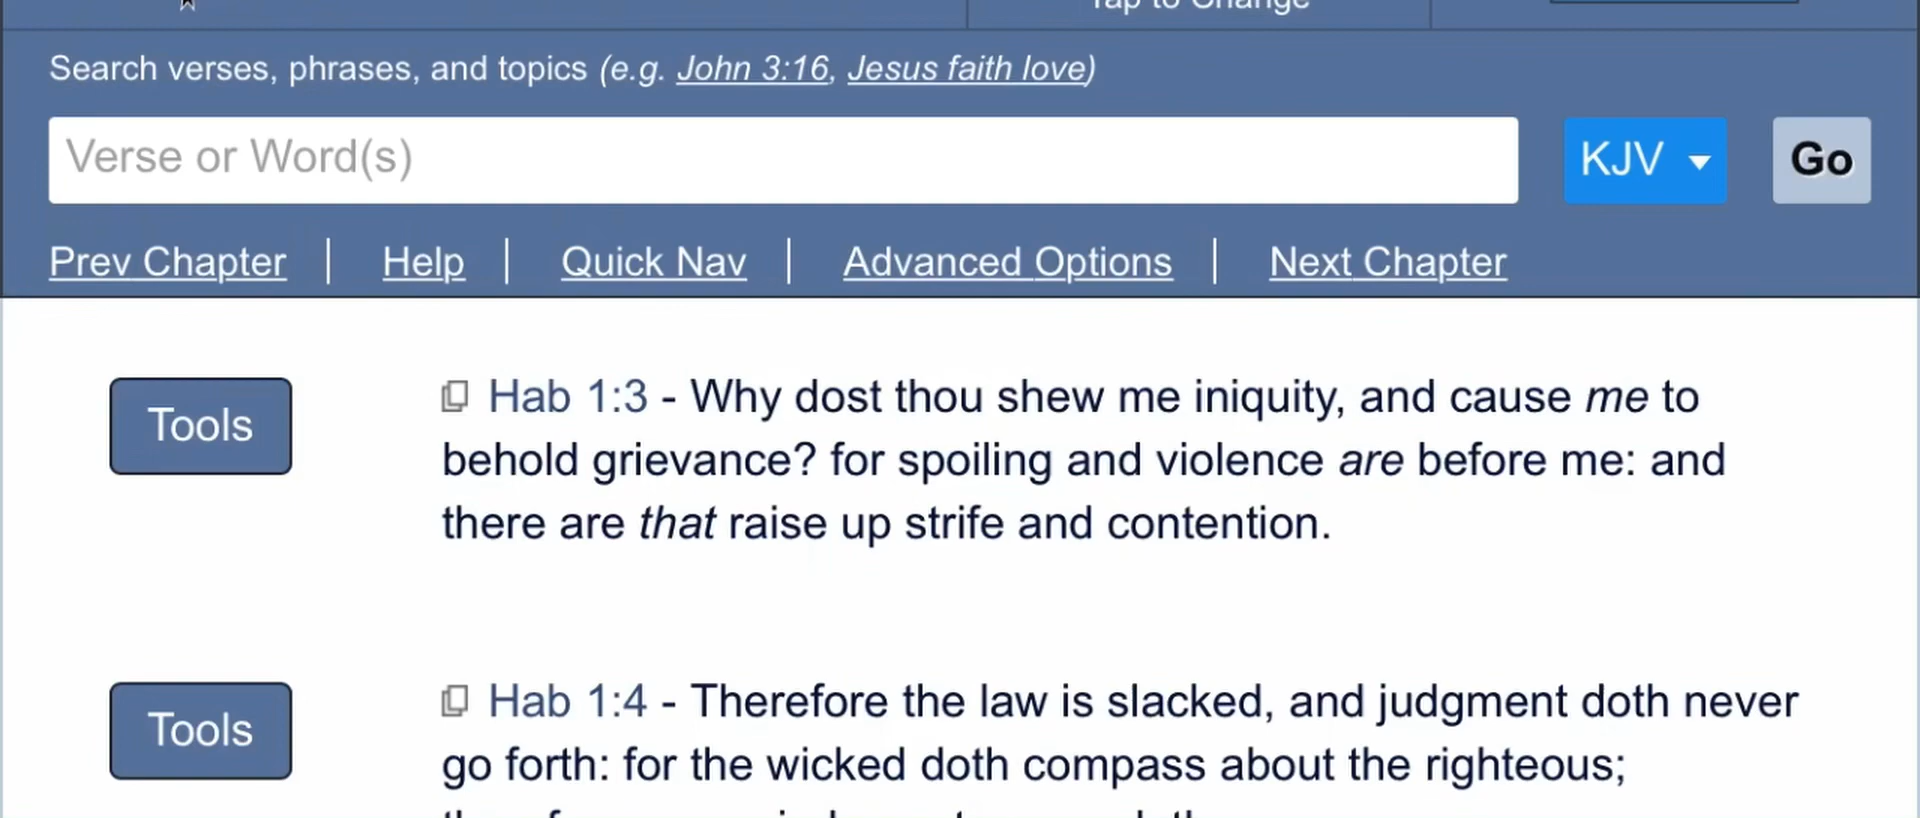 Tap to Change
Search verses, phrases, and topics (e.g. John 3:16, Jesus faith love)
Verse or Word(s)
KJV
Go
Prev Chapter | Help | Quick Nav | Advanced Options | Next Chapter
Tools
Hab 1:3 - Why dost thou shew me iniquity, and cause me to
behold grievance? for spoiling and violence are before me: and
there are that raise up strife and contention.
Tools
Hab 1:4 - Therefore the law is slacked, and judgment doth never
go forth: for the wicked doth compass about the righteous;